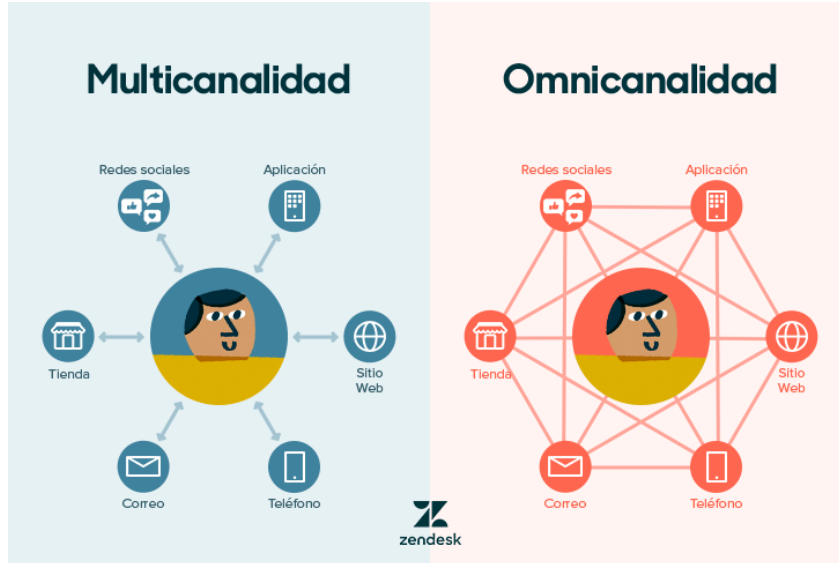 Multicanalidad
Redes sociales
Aplicación
Tienda
Sitio
Web
Correo
Teléfono
Omnicanalidad
Redes sociales
Aplicación
Tienda
Sitio
Web
Correo
Teléfono
zendesk